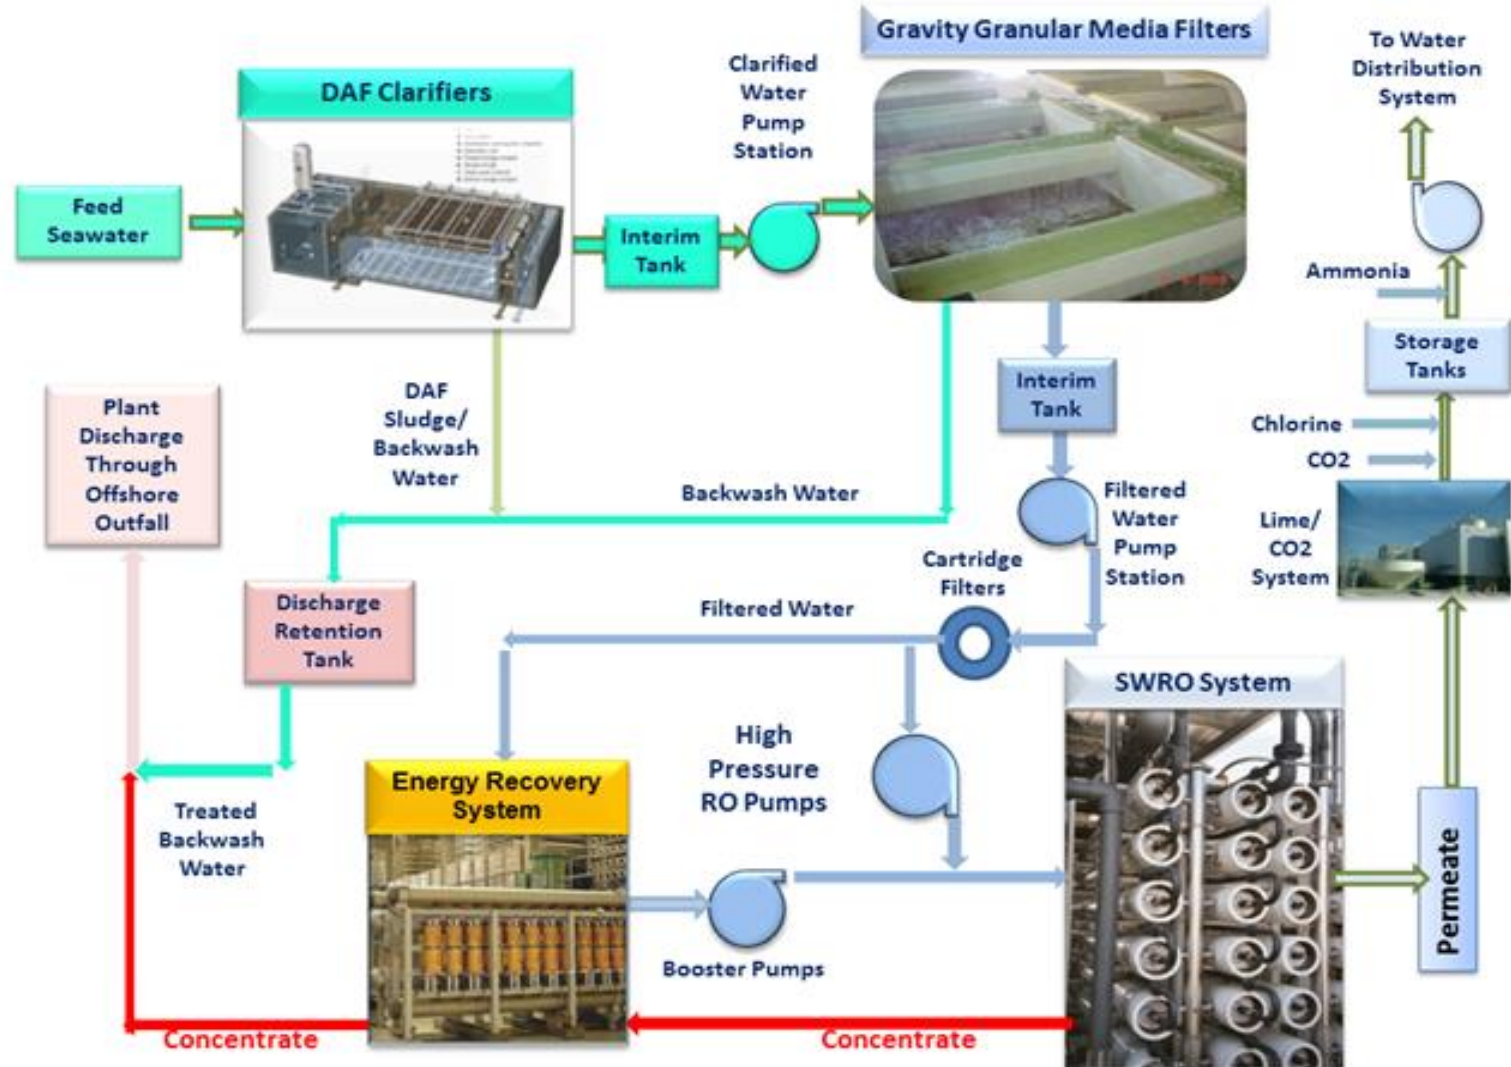 Gravity Granular Media Filters
To Water
Distribution
System
Clarified
Water
Pump
Station
DAF Clarifiers
Feed
Seawater
Interim
Tank
Ammonia
Storage
Tanks
Interim
Tank
DAF
Sludge/
Backwash
Water
Plant
Discharge
Through
Offshore
Outfall
Chlorine
CO2
Backwash Water
Filtered
Water
Pump
Station
Lime/
CO2
System
Cartridge
Filters
Discharge
Retention
Tank
Filtered Water
SWRO System
High
Pressure
RO Pumps
Energy Recovery
System
Treated
Backwash
Water
Permeate
Booster Pumps
Concentrate
Concentrate